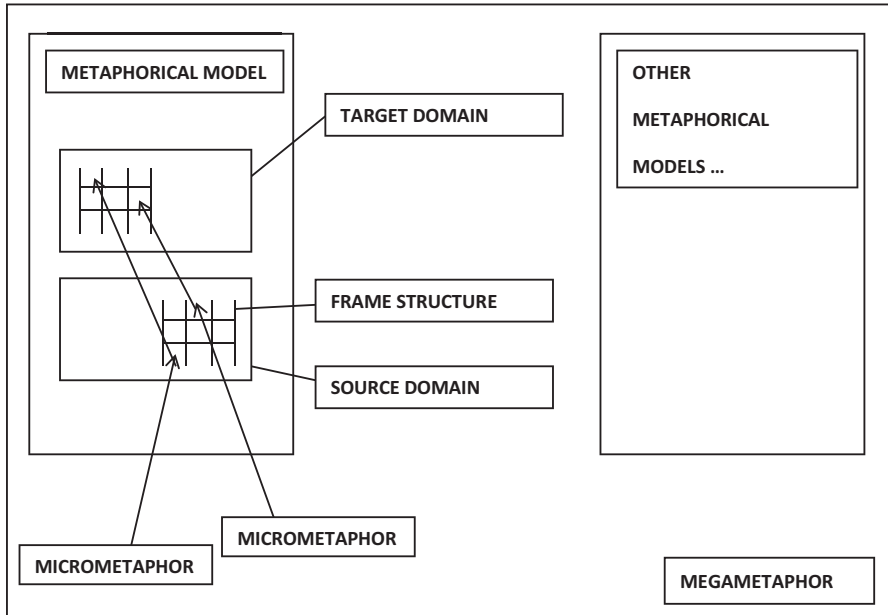 METAPHORICAL MODEL
TARGET DOMAIN
FRAME STRUCTURE
SOURCE DOMAIN
OTHER
METAPHORICAL
MODELS ...
MICROMETAPHOR
MICROMETAPHOR
MEGAMETAPHOR